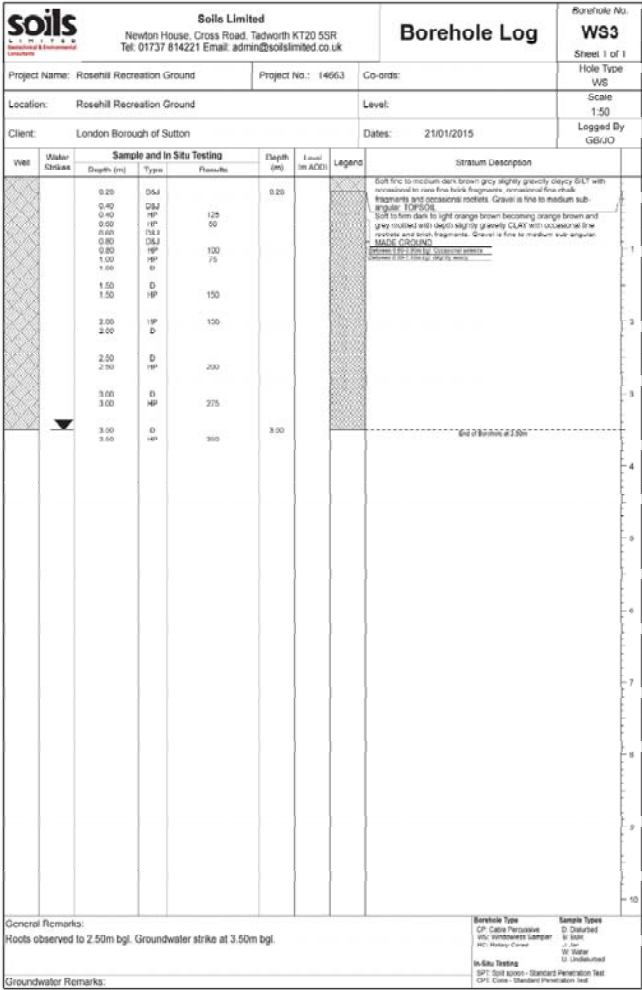 soils
LIMITED
Geotechnical & Environmental
Consultants
Soils Limited
Newton House, Cross Road, Tadworth KT20 5SR
Tel: 01737 814221 Email: admin@soilslimited.co.uk
Borehole Log
Borehole No.
WS3
Sheet 1 of 1
Project Name: Rosehill Recreation Ground
Project No.: 14663
Co-ords:
Hole Type
WS
Location: Rosehill Recreation Ground
Level:
Scale
1:50
Client: London Borough of Sutton
Dates: 21/01/2015
Logged By
GB/JO
Well
Water Strikes
Sample and In Situ Testing
Depth (m) Type Results
Depth (m)
Level (m AOD)
Legend
Stratum Description
0.20 D&J 0.20
0.40 D&J
0.40 HP 125
0.60 HP
0.60 D&J
0.80 D&J
0.80 HP 100
1.00 HP 75
1.00 D
1.50 D
1.50 HP 150
2.00 HP
2.00 D
2.50 D
2.50 HP 200
3.00 D
3.00 HP 275
D
HP
Soft fine to medium dark brown grey slightly gravelly clayey SILT with
occasional to rare fine brick fragments, occasional fine chalk
fragments and occasional rootlets. Gravel is fine to medium sub-
angular. TOPSOIL
Soft to firm dark to light orange brown becoming orange brown and
grey mottled with depth slightly gravelly CLAY with occasional fine
rootlets and brick fragments. Gravel is fine to medium sub-angular.
MADE GROUND
End of Borehole at 3.50m
1
2
3
4
5
6
7
8
9
10
General Remarks:
Roots observed to 2.50m bgl. Groundwater strike at 3.50m bgl.
Groundwater Remarks:
Borehole Type
CP: Cable Percussive
WS: Windowless Sampler
RC: Rotary Cored
In-Situ Testing
SPT: Split spoon - Standard Penetration Test
CPT: Cone - Standard Penetration Test
Sample Types
D: Disturbed
B: Bulk
J: Jar
W: Water
U: Undisturbed